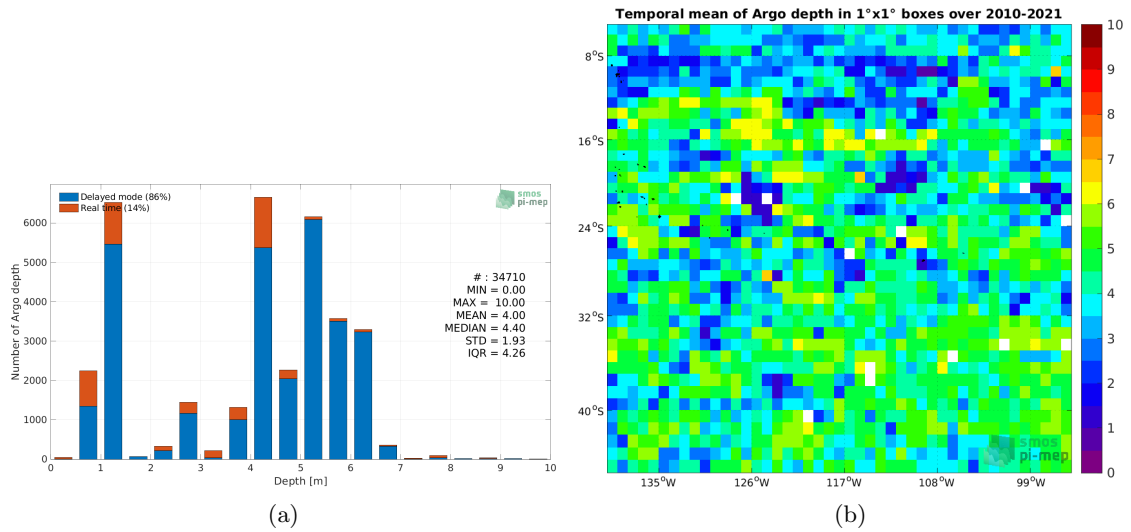 Delayed mode (86%)
Real time (14%)
smos
pi-mep
# : 34710
MIN = 0.00
MAX = 10.00
MEAN = 4.00
MEDIAN = 4.40
STD = 1.93
IQR = 4.26
Number of Argo depth
6000
5000
4000
3000
2000
1000
0
0 1 2 3 4 5 6 7 8 9 10
Depth [m]
(a)
Temporal mean of Argo depth in 1°x1° boxes over 2010-2021
8°S
16°S
24°S
32°S
40°S
135°W 126°W 117°W 108°W 99°W
10
9
8
7
6
5
4
3
2
1
0
smos
pi-mep
(b)